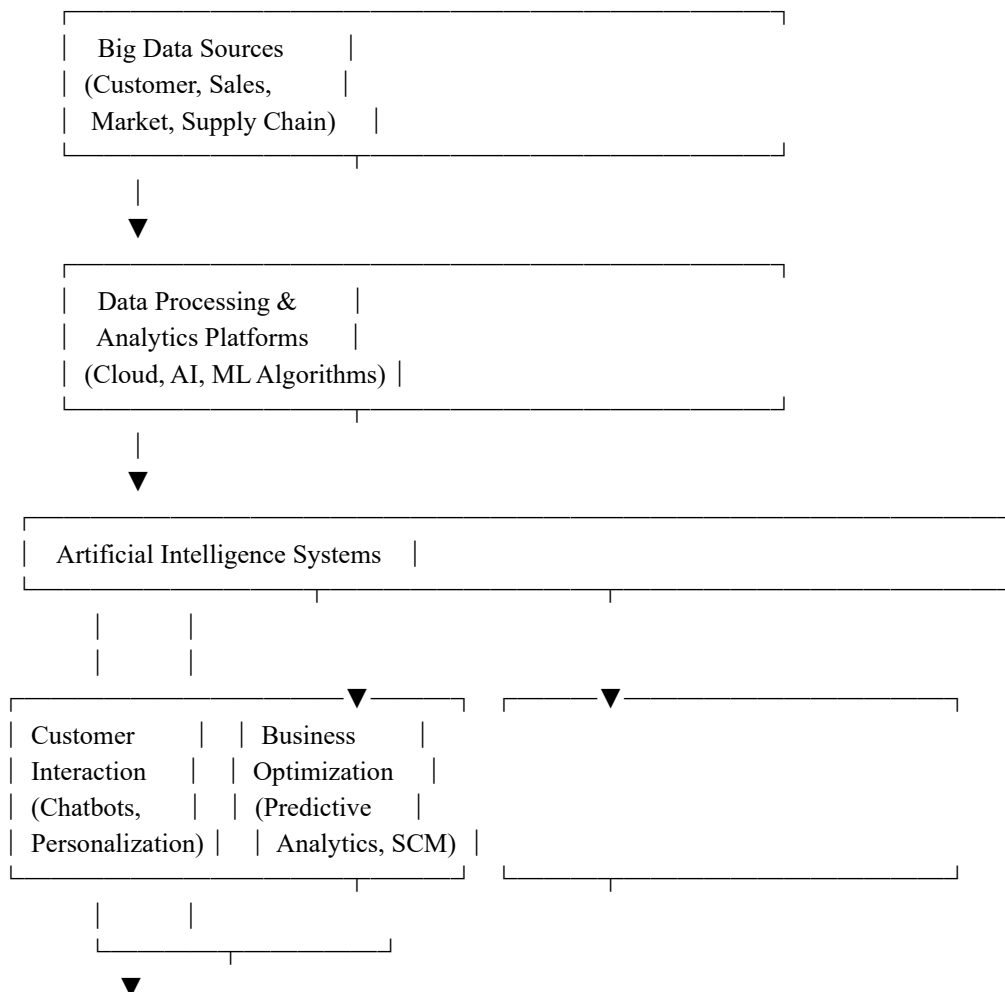 Big Data Sources
(Customer, Sales,
Market, Supply Chain)
Data Processing &
Analytics Platforms
(Cloud, AI, ML Algorithms)
Artificial Intelligence Systems
Customer
Interaction
(Chatbots,
Personalization)
Business
Optimization
(Predictive
Analytics, SCM)